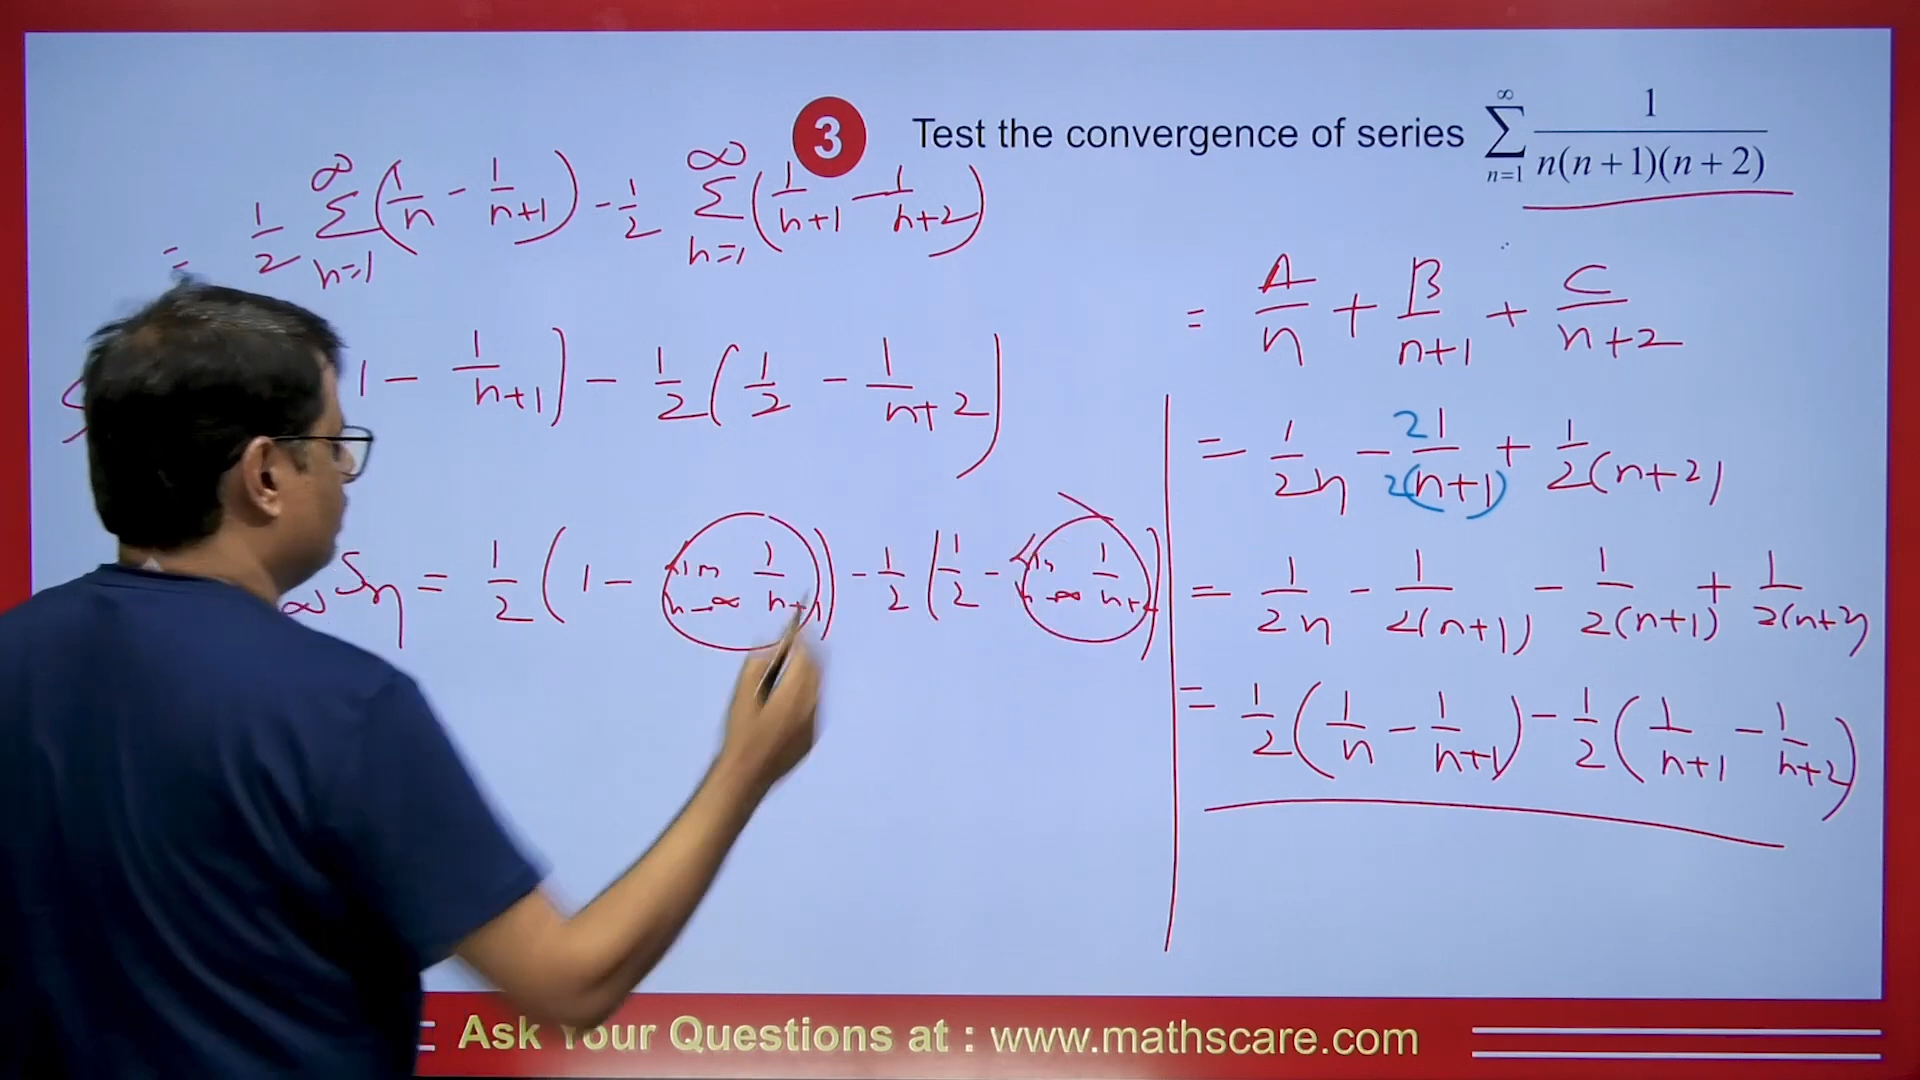 3 Test the convergence of series ∑_{n=1}^{∞} 1/(n(n+1)(n+2))
= 1/2 ∑_{n=1}^{∞} (1/n − 1/(n+1)) − 1/2 ∑_{n=1}^{∞} (1/(n+1) − 1/(n+2))
1 − 1/(n+1)) − 1/2 (1/2 − 1/(n+2))
∞ Sn = 1/2 (1 − lim_{n→∞} 1/(n+1)) − 1/2 (1/2 − lim_{n→∞} 1/(n+2))
= A/n + B/(n+1) + C/(n+2)
= 1/2n − 2 1/2(n+1) + 1/2(n+2)
= 1/2n − 1/2(n+1) − 1/2(n+1) + 1/2(n+2)
= 1/2 (1/n − 1/(n+1)) − 1/2 (1/(n+1) − 1/(n+2))
Ask Your Questions at : www.mathscare.com